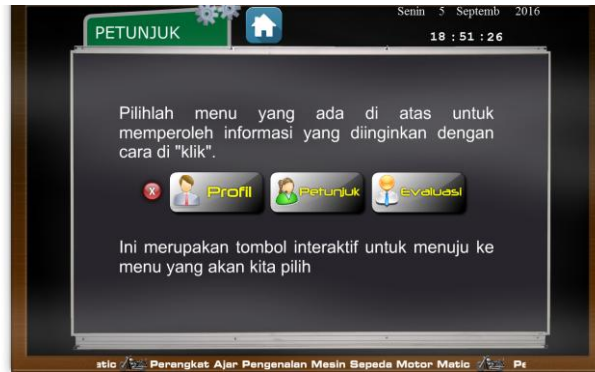 PETUNJUK
Senin 5 Septemb 2016
18 : 51 : 26
Pilihlah menu yang ada di atas untuk
memperoleh informasi yang diinginkan dengan
cara di "klik".
x Profil Petunjuk Evaluasi
Ini merupakan tombol interaktif untuk menuju ke
menu yang akan kita pilih
atic Perangkat Ajar Pengenalan Mesin Sepeda Motor Matic Pe